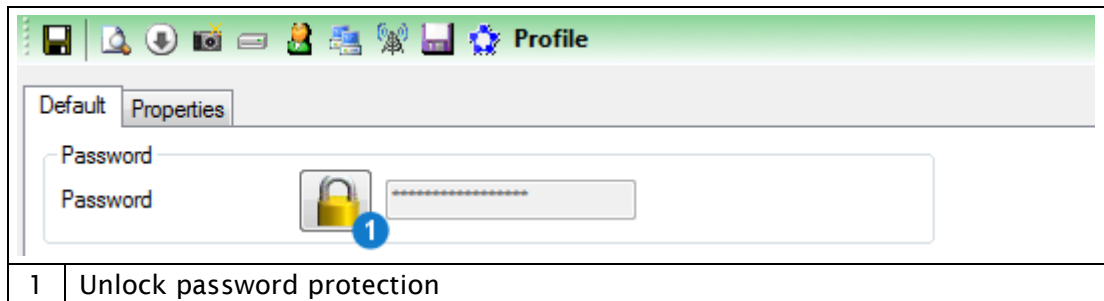 Profile
Default Properties
Password
Password *****************
1
1 Unlock password protection